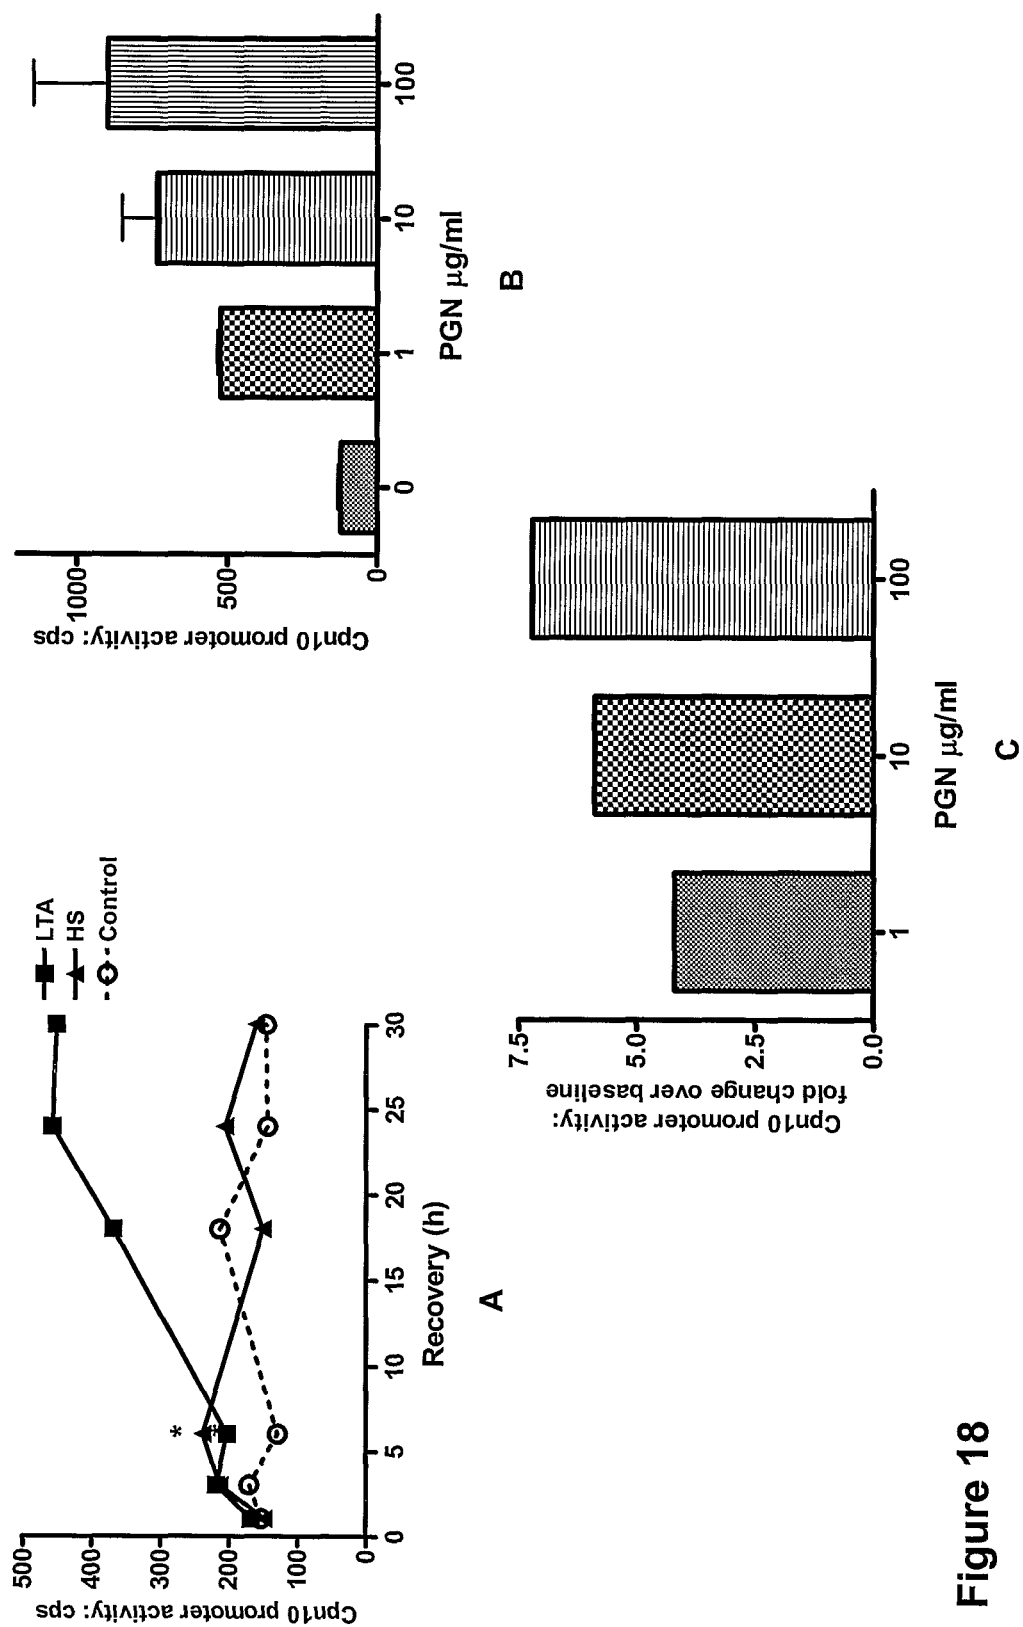 Cpn10 promoter activity: cps
500
400
300
200
100
0
0
5
10
15
20
25
30
Recovery (h)
*
*
LTA
HS
Control
A
Cpn10 promoter activity: cps
1000
500
0
0
1
10
100
PGN μg/ml
B
Cpn10 promoter activity:
fold change over baseline
7.5
5.0
2.5
0.0
1
10
100
PGN μg/ml
C
Figure 18